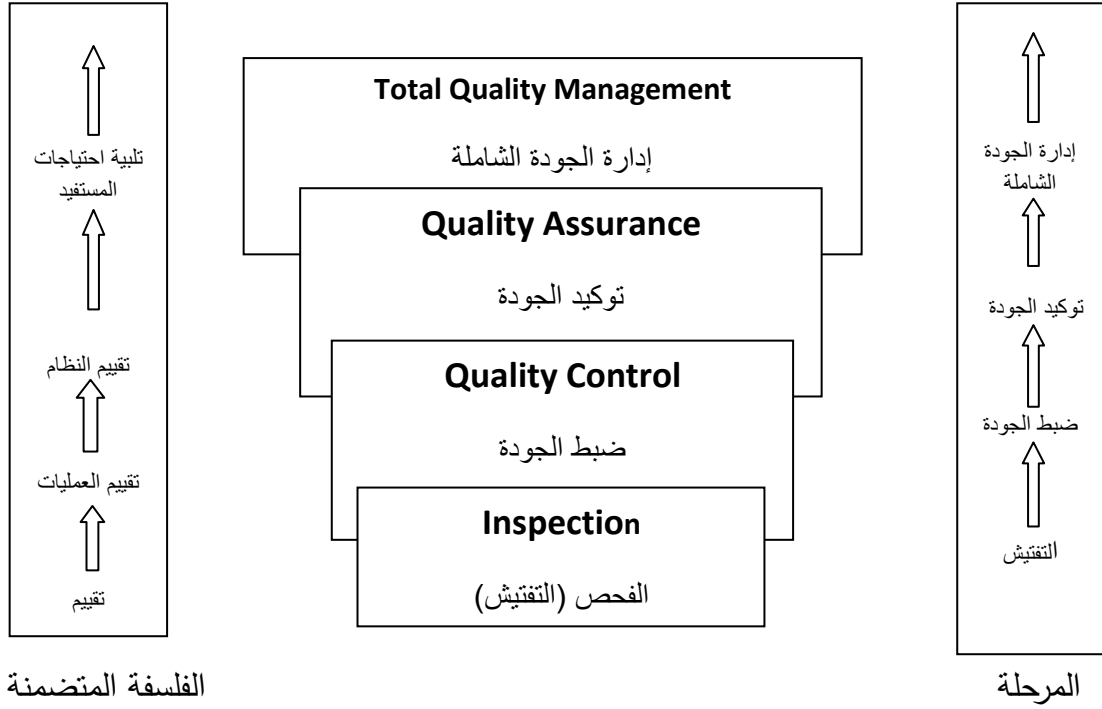 Total Quality Management
إدارة الجودة الشاملة
Quality Assurance
توكيد الجودة
Quality Control
ضبط الجودة
Inspection
الفحص (التفتيش)
إدارة الجودة
الشاملة
توكيد الجودة
ضبط الجودة
التفتيش
المرحلة
تلبية احتياجات
المستفيد
تقييم النظام
تقييم العمليات
تقييم
الفلسفة المتضمنة